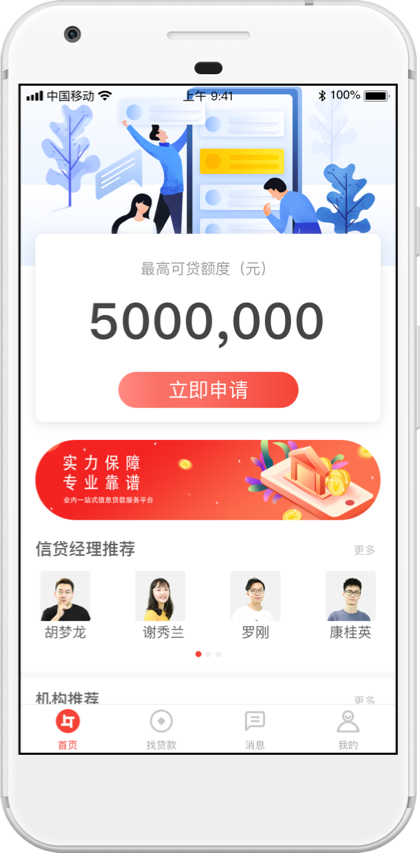 中国移动 上午 9:41 100%
最高可贷额度（元）
5000,000
立即申请
实力保障
专业靠谱
业内一站式信息贷款服务平台
信贷经理推荐 更多
胡梦龙 谢秀兰 罗刚 康桂英
机构推荐 更多
首页 找贷款 消息 我的